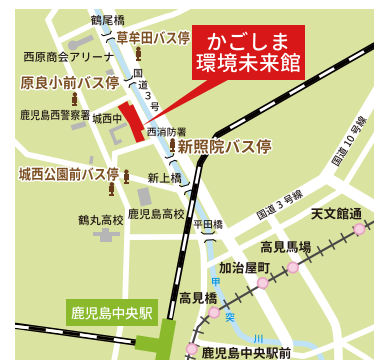 鶴尾橋
草牟田バス停
かごしま
環境未来館
西原商会アリーナ
国道3号
原良小前バス停
鹿児島西警察署
城西中
西消防署
新照院バス停
国道10号線
城西公園前バス停
新上橋
国道3号線
鶴丸高校
鹿児島高校
平田橋
天文館通
高見馬場
加治屋町
甲突川
高見橋
鹿児島中央駅
鹿児島中央駅前